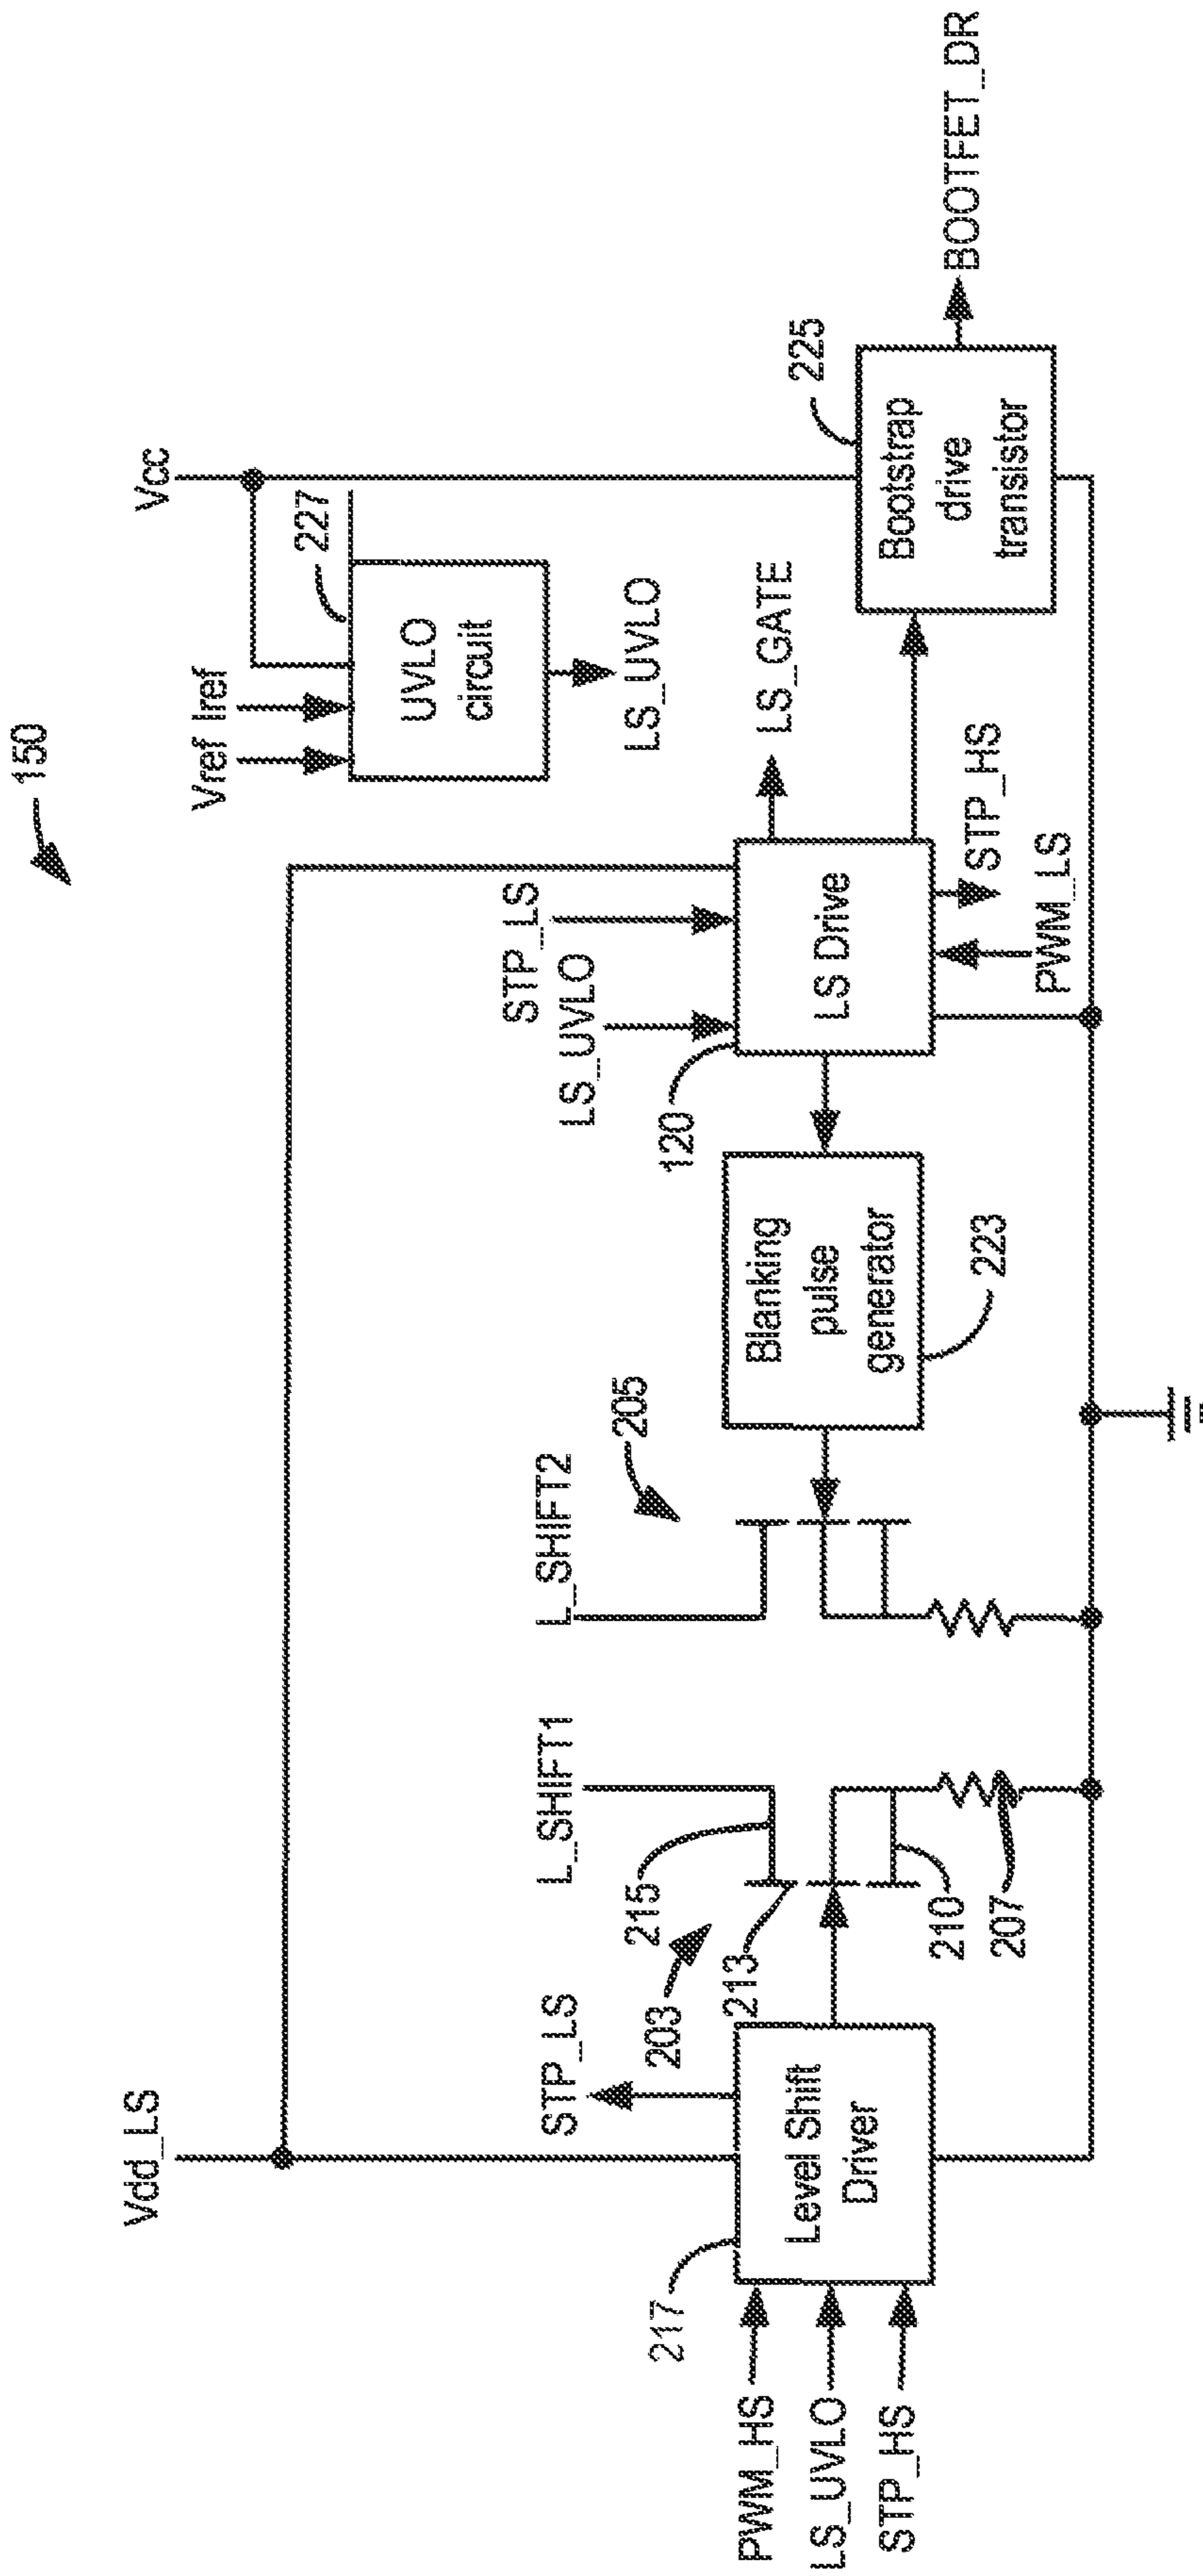 150
Vdd_LS
Vcc
Vref Iref
227
UVLO
circuit
LS_UVLO
STP_LS
LS_UVLO
120
LS Drive
LS_GATE
STP_HS
PWM_LS
225
Bootstrap
drive
transistor
BOOTFET_DR
Blanking
pulse
generator
223
L_SHIFT2
205
L_SHIFT1
215
213
203
210
207
STP_LS
217
Level Shift
Driver
PWM_HS
LS_UVLO
STP_HS